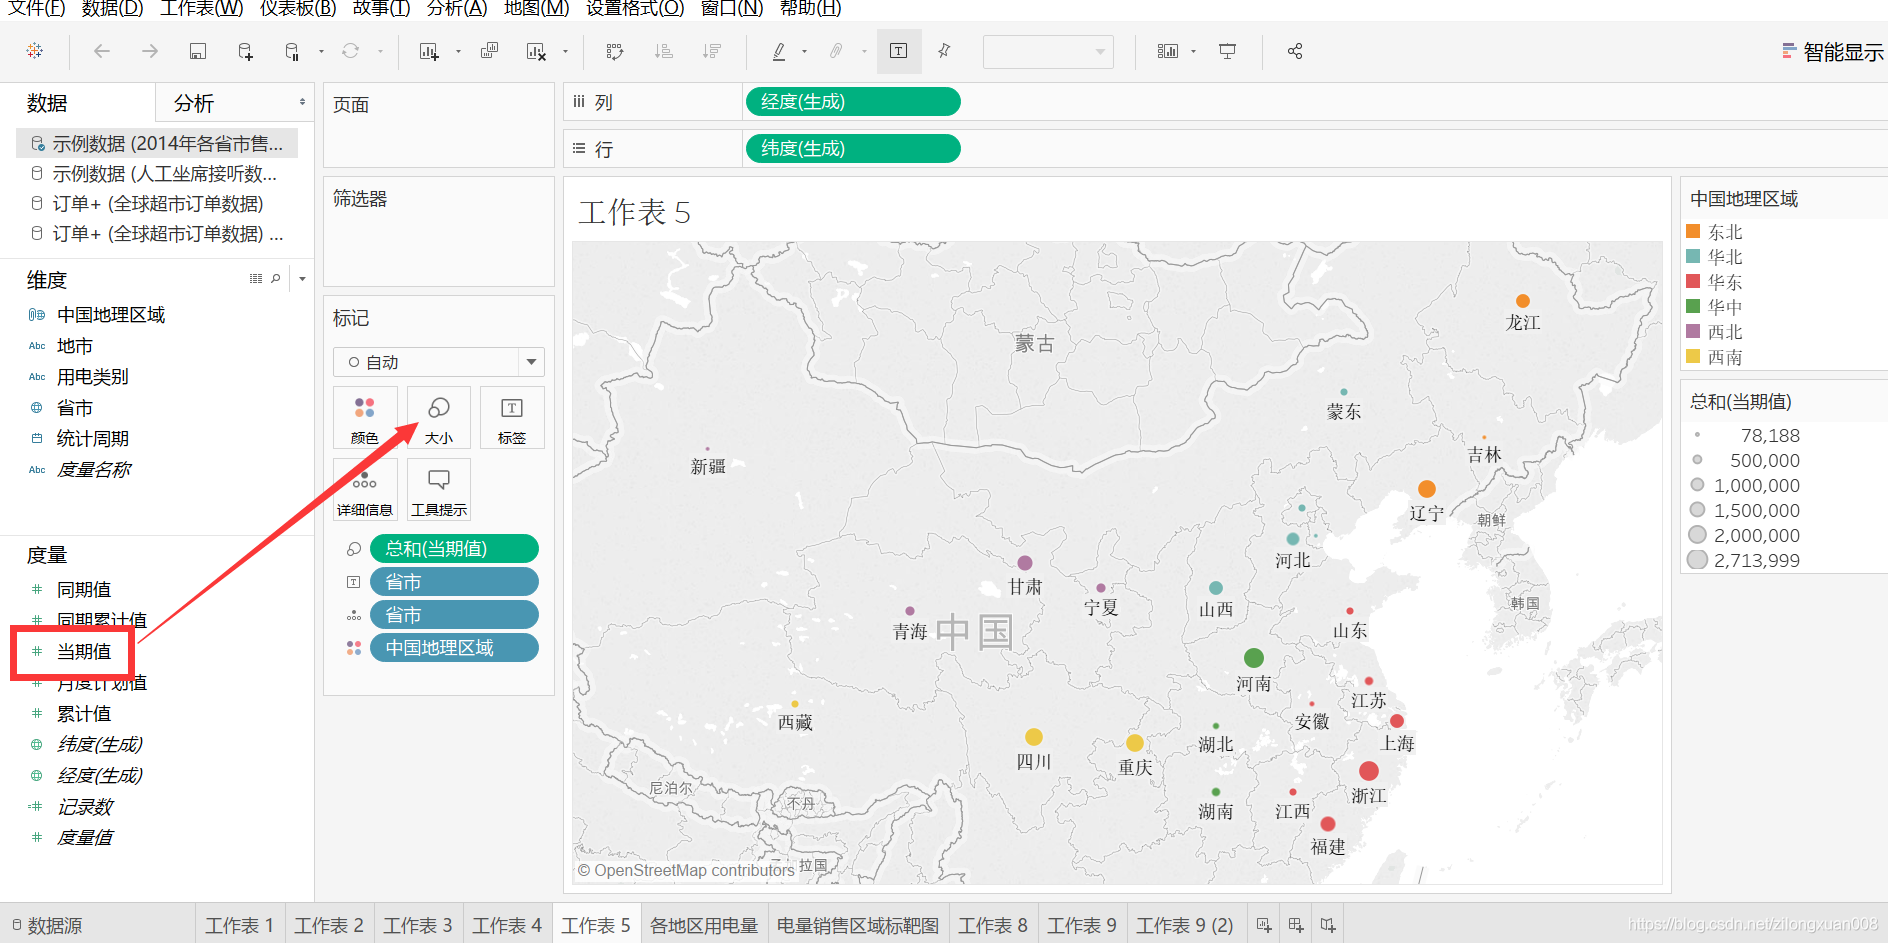 文件(F) 数据(D) 工作表(W) 仪表板(B) 故事(T) 分析(A) 地图(M) 设置格式(O) 窗口(N) 帮助(H)
智能显示
数据 分析
示例数据 (2014年各省市售...
示例数据 (人工坐席接听数...
订单+ (全球超市订单数据)
订单+ (全球超市订单数据) ...
维度
中国地理区域
Abc 地市
Abc 用电类别
省市
统计周期
Abc 度量名称
度量
同期值
同期累计值
当期值
月度计划值
累计值
纬度(生成)
经度(生成)
记录数
度量值
页面
筛选器
标记
自动
颜色 大小 标签
详细信息 工具提示
总和(当期值)
省市
省市
中国地理区域
列 经度(生成)
行 纬度(生成)
工作表 5
龙江
蒙古
蒙东
吉林
新疆
辽宁
朝鲜
河北
甘肃
宁夏
山西
韩国
青海
中国
山东
河南
江苏
安徽
西藏
湖北
上海
四川
重庆
尼泊尔
浙江
不丹
湖南
江西
福建
拉国
© OpenStreetMap contributors
中国地理区域
东北
华北
华东
华中
西北
西南
总和(当期值)
78,188
500,000
1,000,000
1,500,000
2,000,000
2,713,999
数据源 工作表 1 工作表 2 工作表 3 工作表 4 工作表 5 各地区用电量 电量销售区域标靶图 工作表 8 工作表 9 工作表 9 (2)
https://blog.csdn.net/zilongxuan008